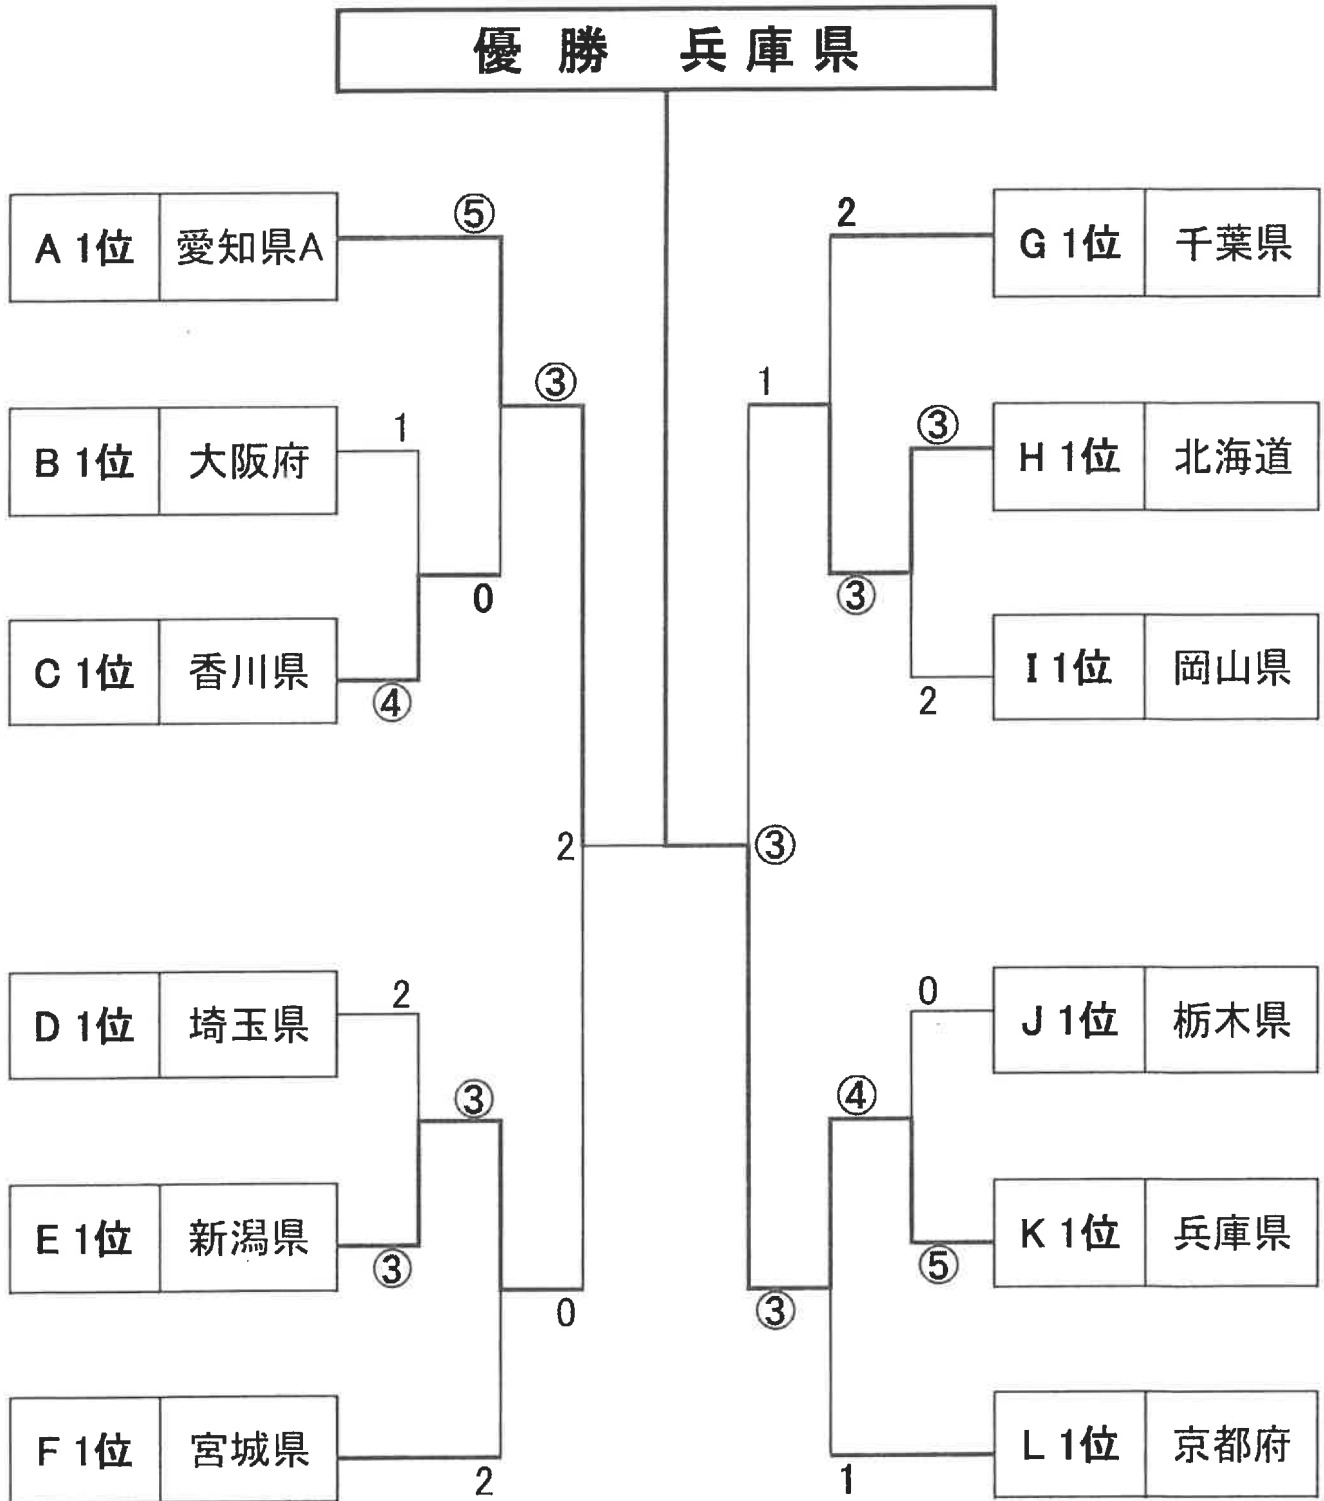 優勝 兵庫県
⑤
2
A 1位 愛知県A
G 1位 千葉県
③
1
1
③
B 1位 大阪府
H 1位 北海道
0
③
C 1位 香川県
I 1位 岡山県
④
2
2
③
2
0
D 1位 埼玉県
J 1位 栃木県
③
④
E 1位 新潟県
K 1位 兵庫県
③
⑤
0
③
F 1位 宮城県
L 1位 京都府
2
1